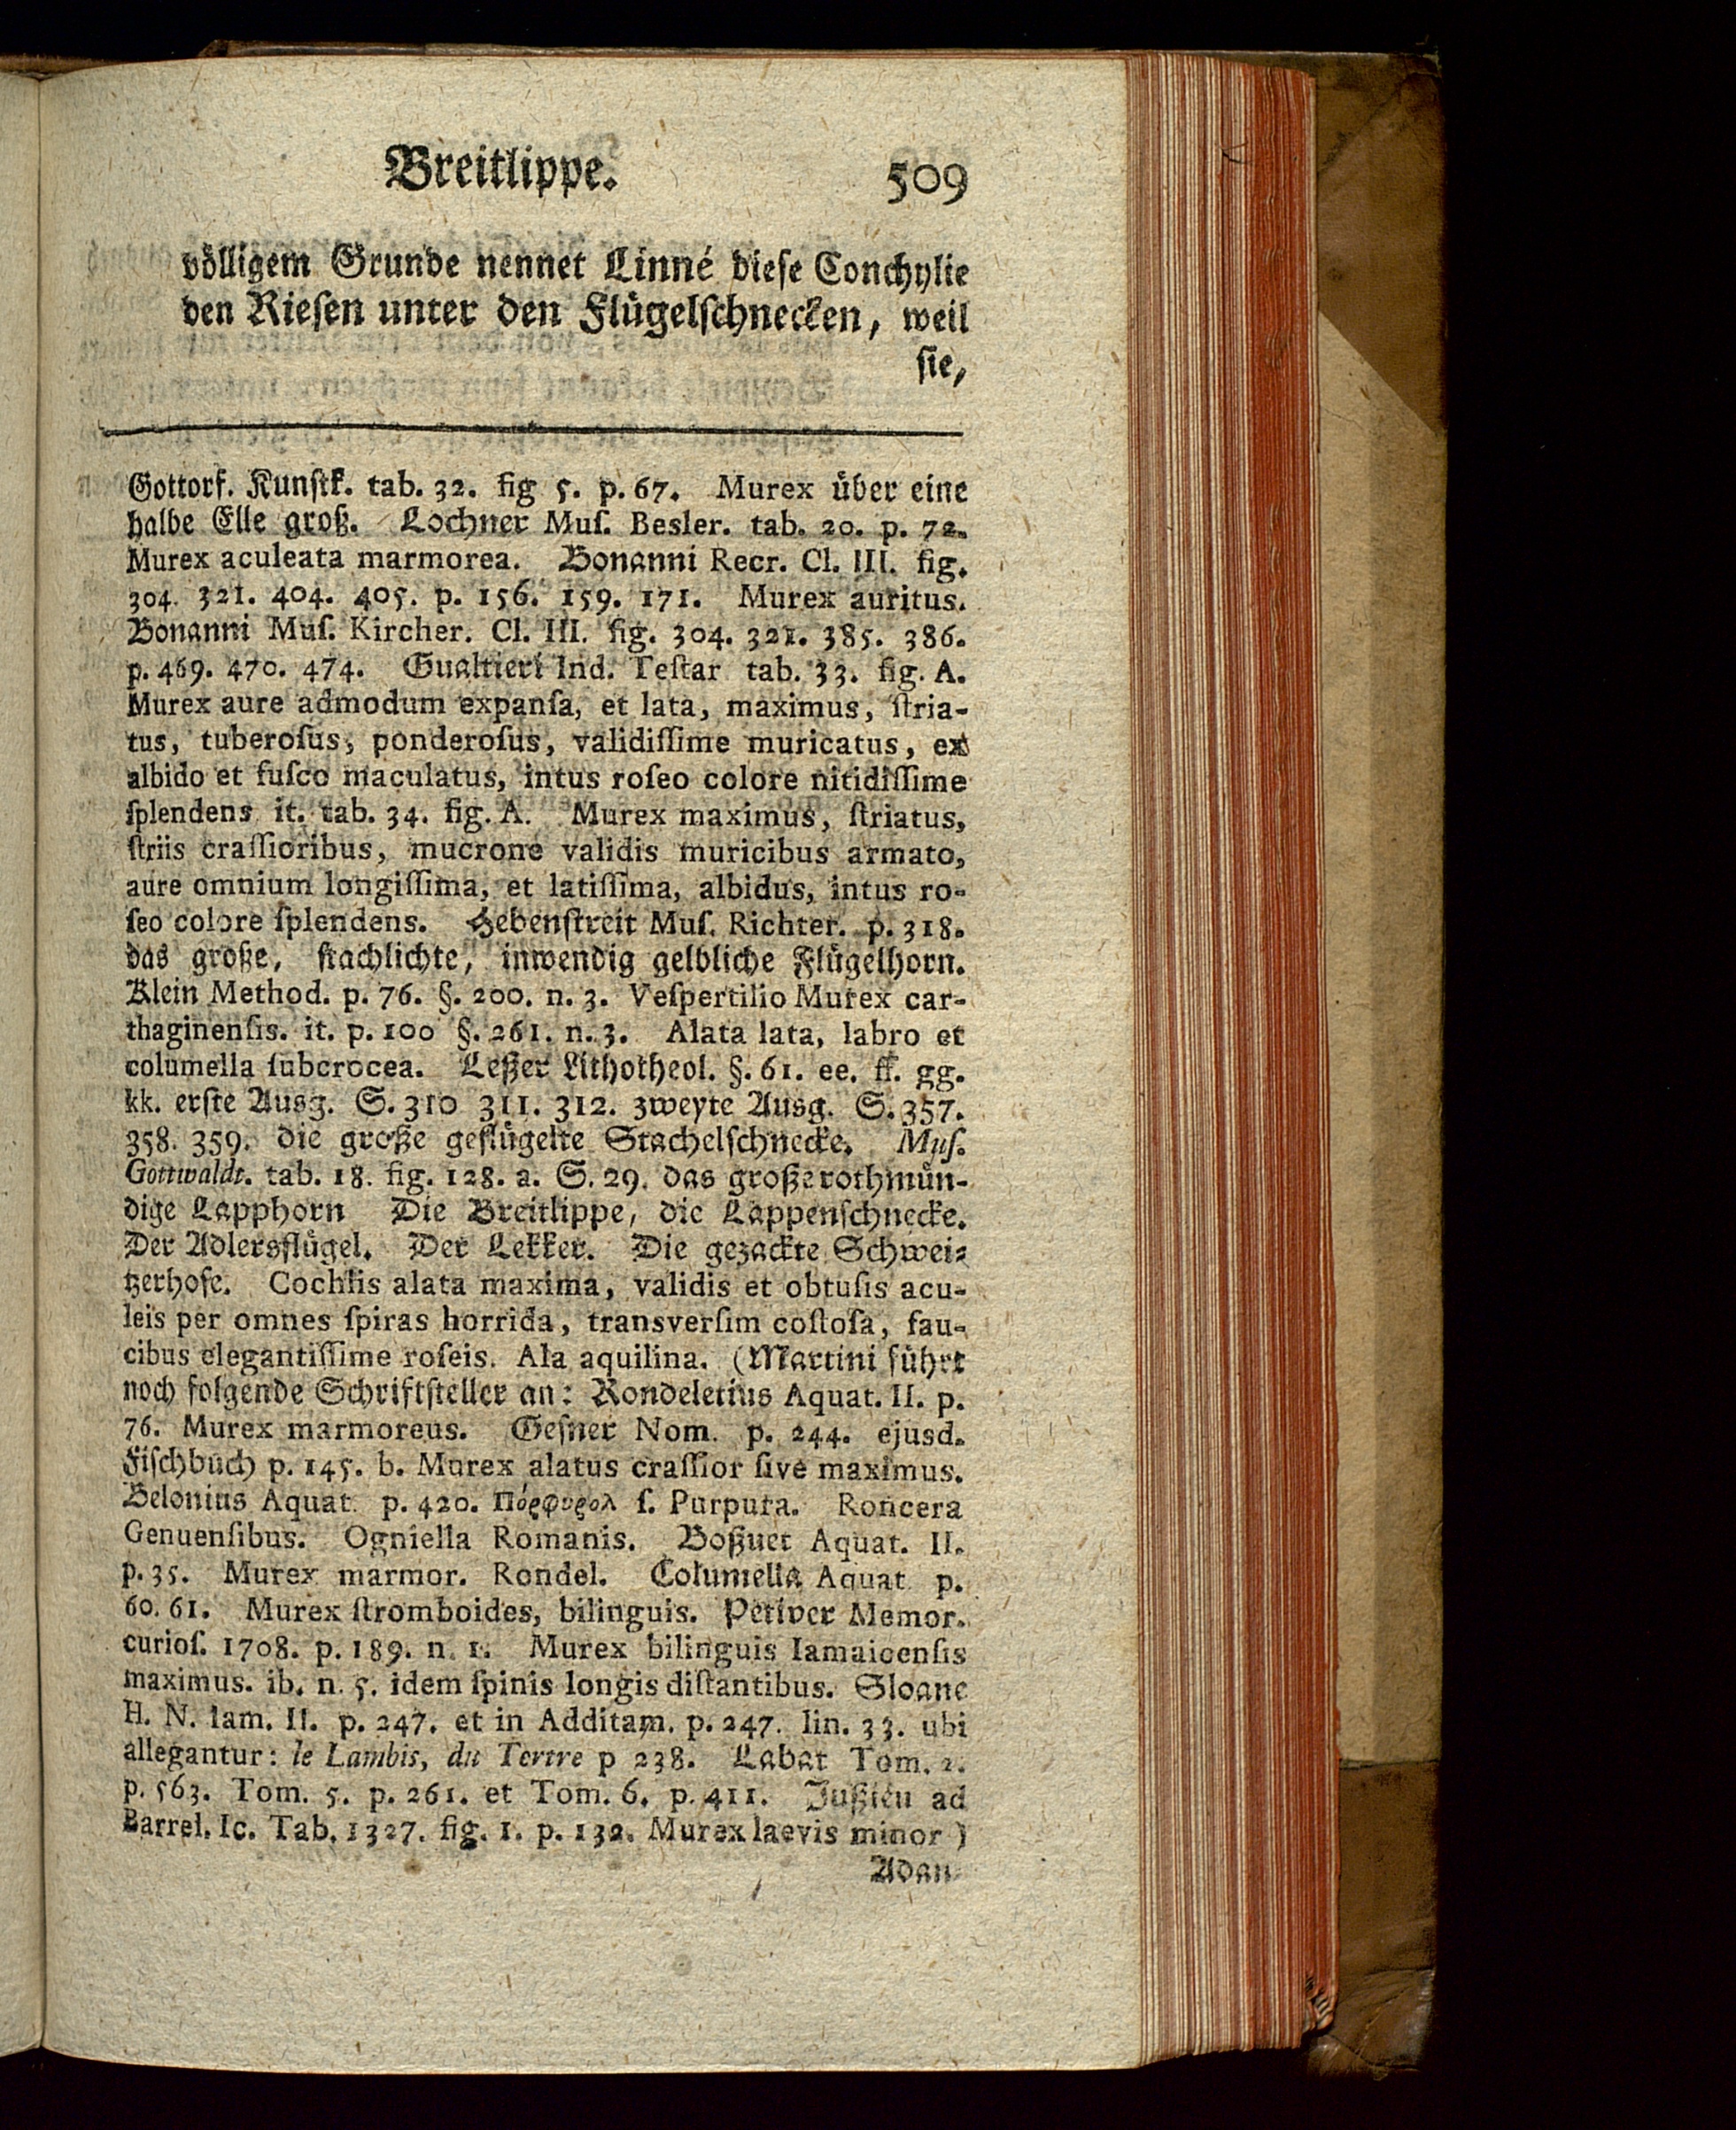 Breitlippe. 509
völligem Grunde nennet Linné diese Conchylie
den Riesen unter den Flügelschnecken, weil
sie,
Gottorf. Kunstk. tab. 32. fig 5. p. 67. Murex über eine
halbe Elle groß. Lochner Muſ. Besler. tab. 20. p. 72.
Murex aculeata marmorea. Bonanni Recr. Cl. III. fig.
304. 321. 404. 405. p. 156. 159. 171. Murex auritus.
Bonanni Muſ. Kircher. Cl. III. fig. 304. 321. 385. 386.
p. 469. 470. 474. Gualtieri Ind. Teſtar tab. 33. fig. A.
Murex aure admodum expanſa, et lata, maximus, ſtria-
tus, tuberoſus, ponderoſus, validiſſime muricatus, ex
albido et fuſco maculatus, intus roſeo colore nitidiſſime
ſplendens it. tab. 34. fig. A. Murex maximus, ſtriatus,
ſtriis craſſioribus, mucrone validis muricibus armato,
aure omnium longiſſima, et latiſſima, albidus, intus ro-
ſeo colore ſplendens. Hebenſtreit Muſ. Richter. p. 318.
das große, ſtachlichte, inwendig gelbliche Flügelhorn.
Klein Method. p. 76. §. 200. n. 3. Veſpertilio Murex car-
thaginenſis. it. p. 100 §. 261. n. 3. Alata lata, labro et
columella ſubcrocea. Leßer Lithotheol. §. 61. ee. ff. gg.
kk. erſte Ausg. S. 310 311. 312. zweyte Ausg. S. 357.
358. 359. die große geflügelte Stachelſchnecke. Muſ.
Gottwaldt. tab. 18. fig. 128. a. S. 29. das große rothmün-
dige Lapphorn Die Breitlippe, die Lappenſchnecke.
Der Adlersflügel. Der Lekker. Die gezackte Schwei-
tzerhoſe. Cochlis alata maxima, validis et obtuſis acu-
leis per omnes ſpiras horrida, transverſim coſtoſa, fau-
cibus elegantiſſime roſeis. Ala aquilina. (Martini führt
noch folgende Schriftſteller an: Rondeletius Aquat. II. p.
76. Murex marmoreus. Geſner Nom. p. 244. ejusd.
Fiſchbuch p. 145. b. Murex alatus craſſior ſive maximus.
Belonius Aquat. p. 420. Πόρφυρολ ſ. Purpura. Roncera
Genuenſibus. Ogniella Romanis. Boßuet Aquat. II.
p. 35. Murex marmor. Rondel. Columella Aquat. p.
60. 61. Murex ſtromboides, bilinguis. Petiver Memor.
curioſ. 1708. p. 189. n. 1. Murex bilinguis Iamaicenſis
maximus. ib. n. 5. idem ſpinis longis diſtantibus. Sloane
H. N. Iam. II. p. 247. et in Additam. p. 247. lin. 33. ubi
allegantur: le Lambis, du Tertre p 238. Labat Tom. 2.
p. 563. Tom. 5. p. 261. et Tom. 6. p. 411. Jußieu ad
Barrel. Ic. Tab. 1327. fig. 1. p. 132. Murex laevis minor)
Adan-